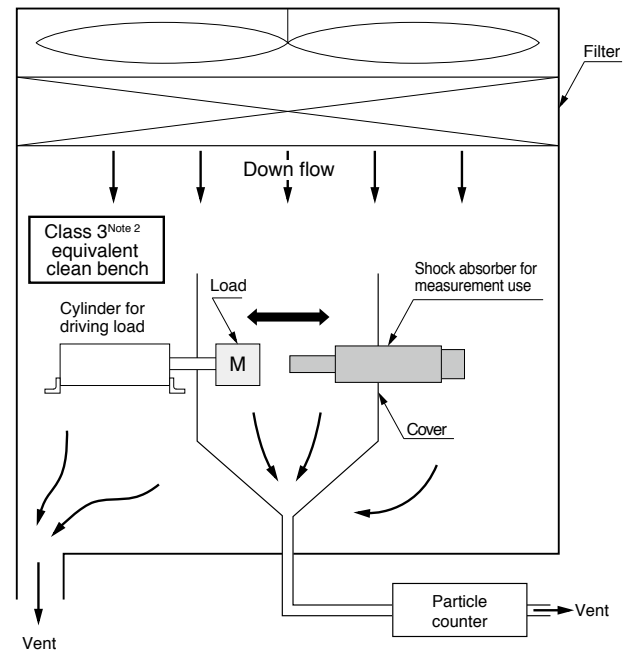 Filter
Down flow
Class 3Note 2
equivalent
clean bench
Shock absorber for
measurement use
Load
Cylinder for
driving load
M
Cover
Particle
counter
Vent
Vent